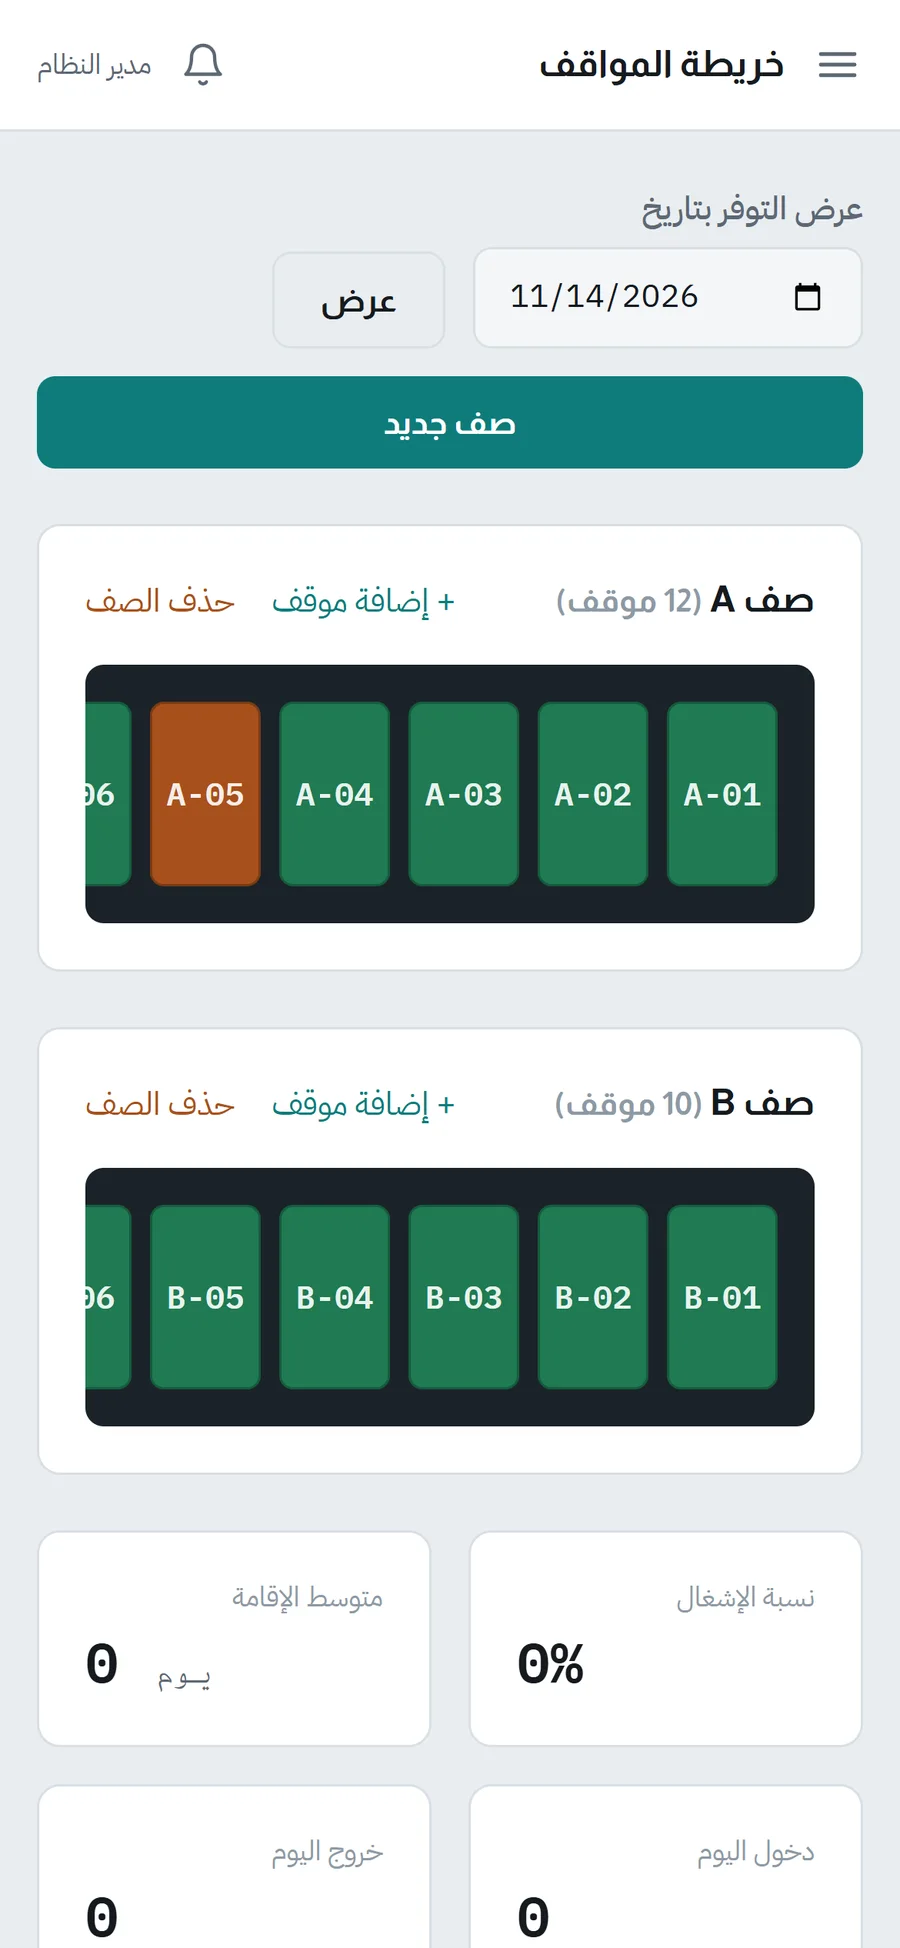 خريطة المواقف
مدير النظام
عرض التوفر بتاريخ
11/14/2026
عرض
صف جديد
صف A (12 موقف)
+ إضافة موقف
حذف الصف
A-01 A-02 A-03 A-04 A-05 06
صف B (10 موقف)
+ إضافة موقف
حذف الصف
B-01 B-02 B-03 B-04 B-05 06
نسبة الإشغال
0%
متوسط الإقامة
0 يوم
دخول اليوم
0
خروج اليوم
0